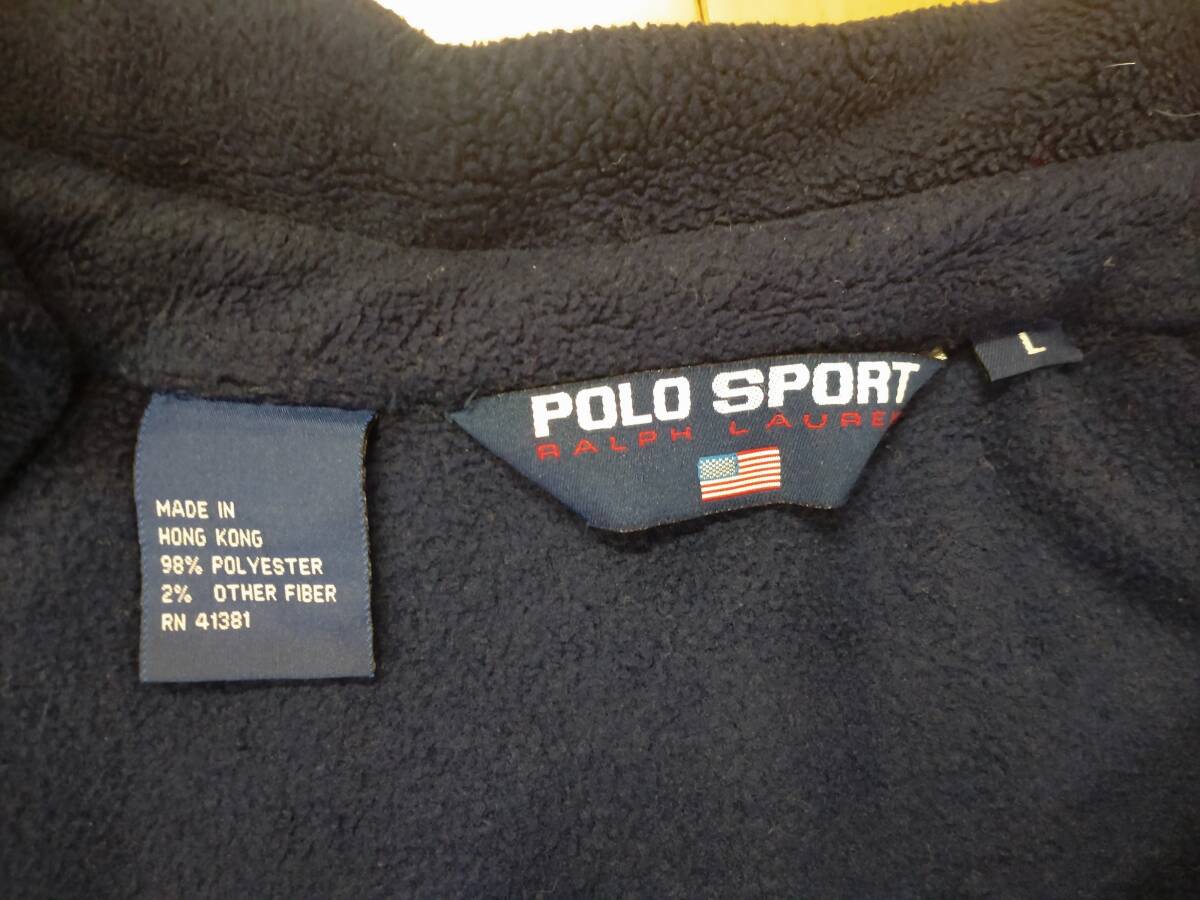 POLO SPORT
RALPH LAUREN
L
MADE IN
HONG KONG
98% POLYESTER
2% OTHER FIBER
RN 41381